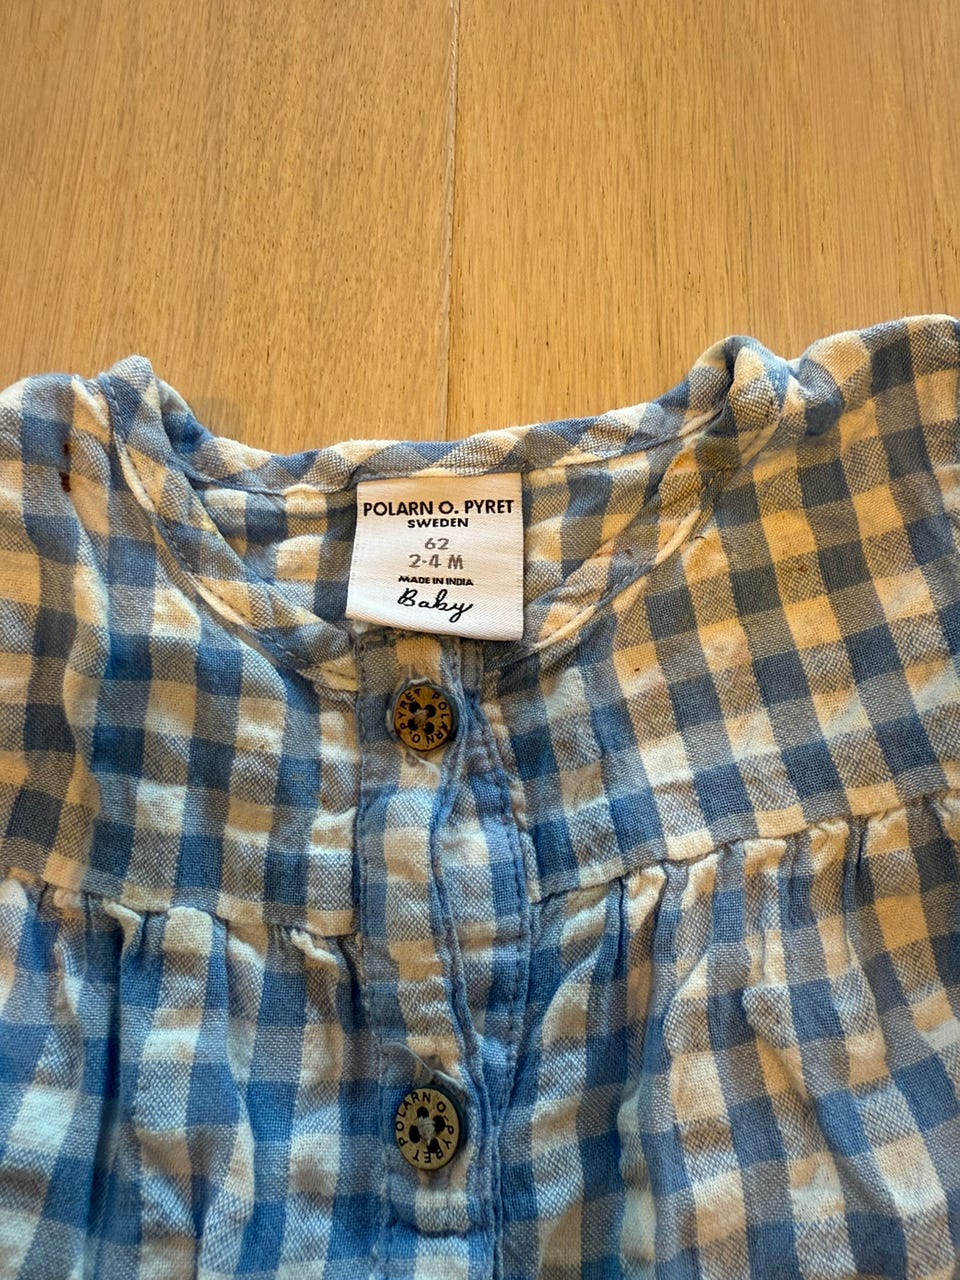 POLARN O. PYRET
SWEDEN
62
2-4 M
MADE IN INDIA
Baby
POLARN O. PYRET
POLARN O. PYRET